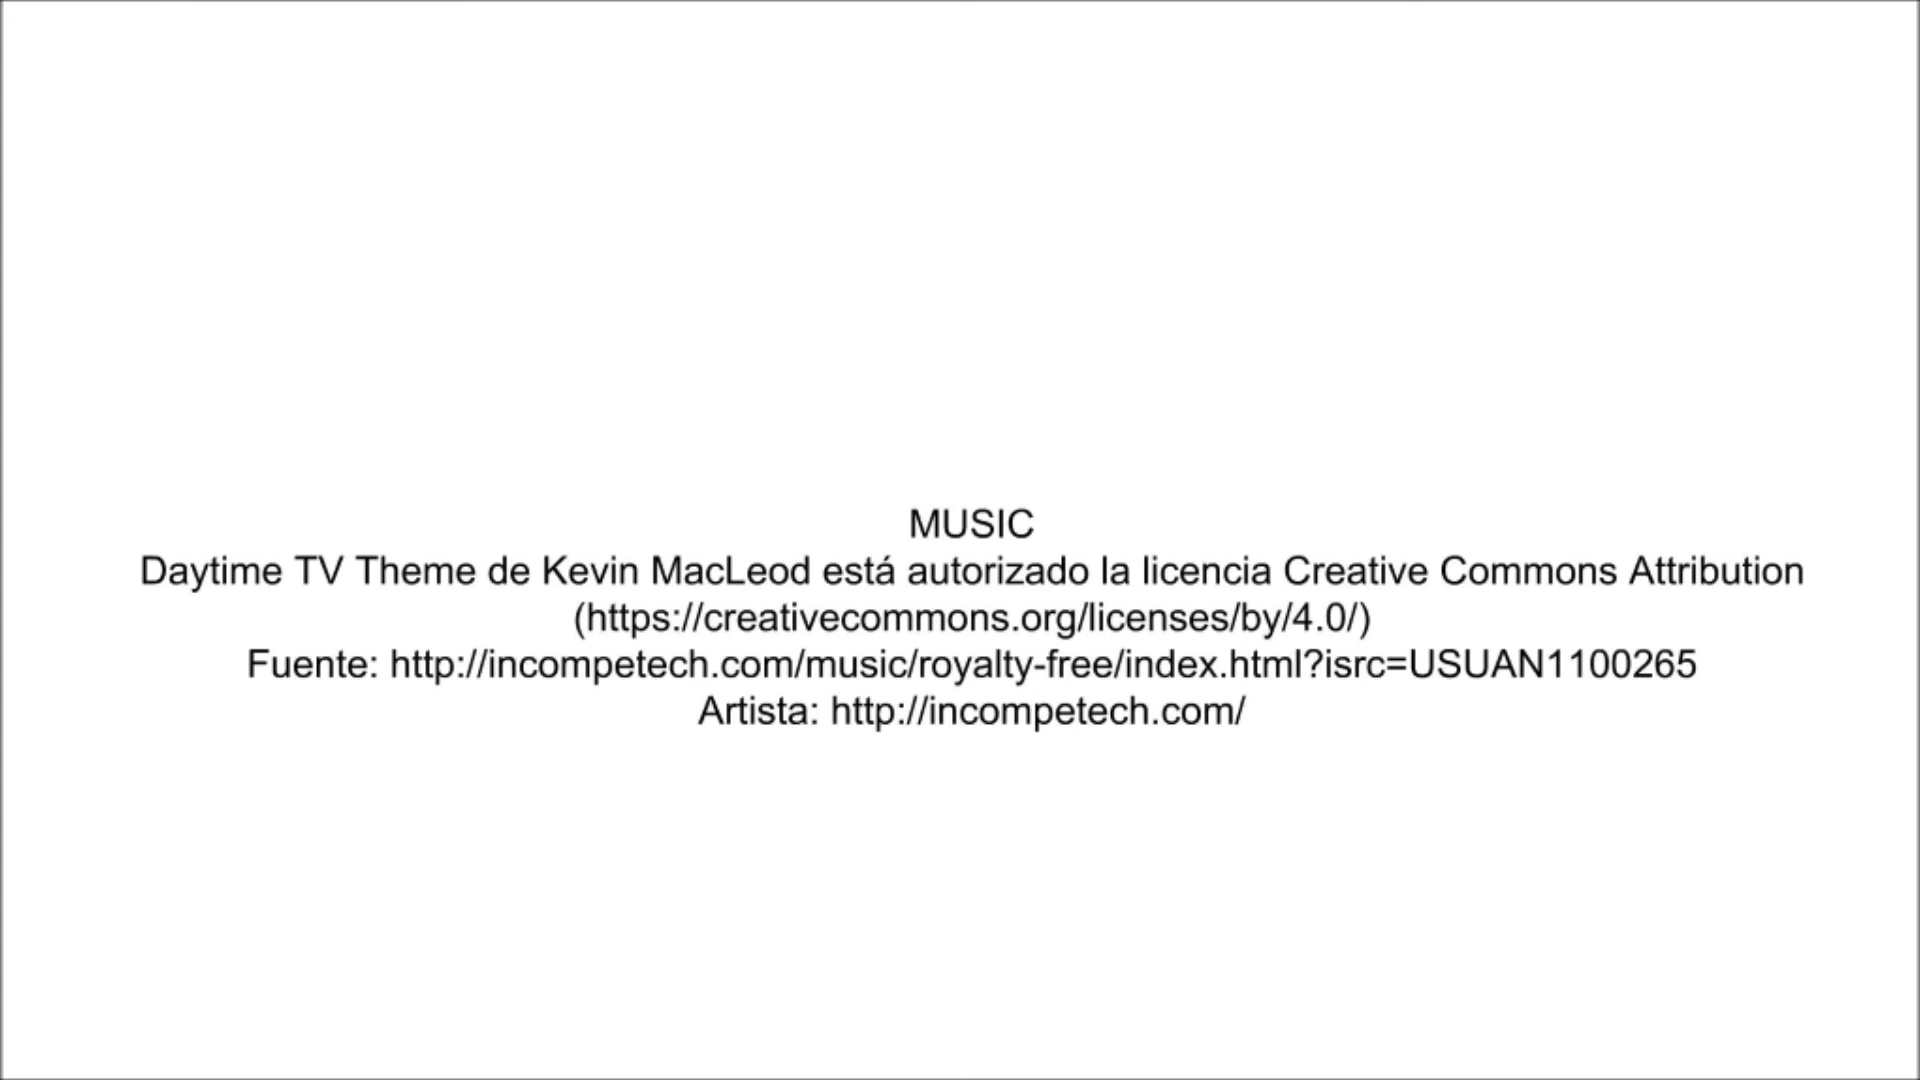 MUSIC
Daytime TV Theme de Kevin MacLeod está autorizado la licencia Creative Commons Attribution
(https://creativecommons.org/licenses/by/4.0/)
Fuente: http://incompetech.com/music/royalty-free/index.html?isrc=USUAN1100265
Artista: http://incompetech.com/